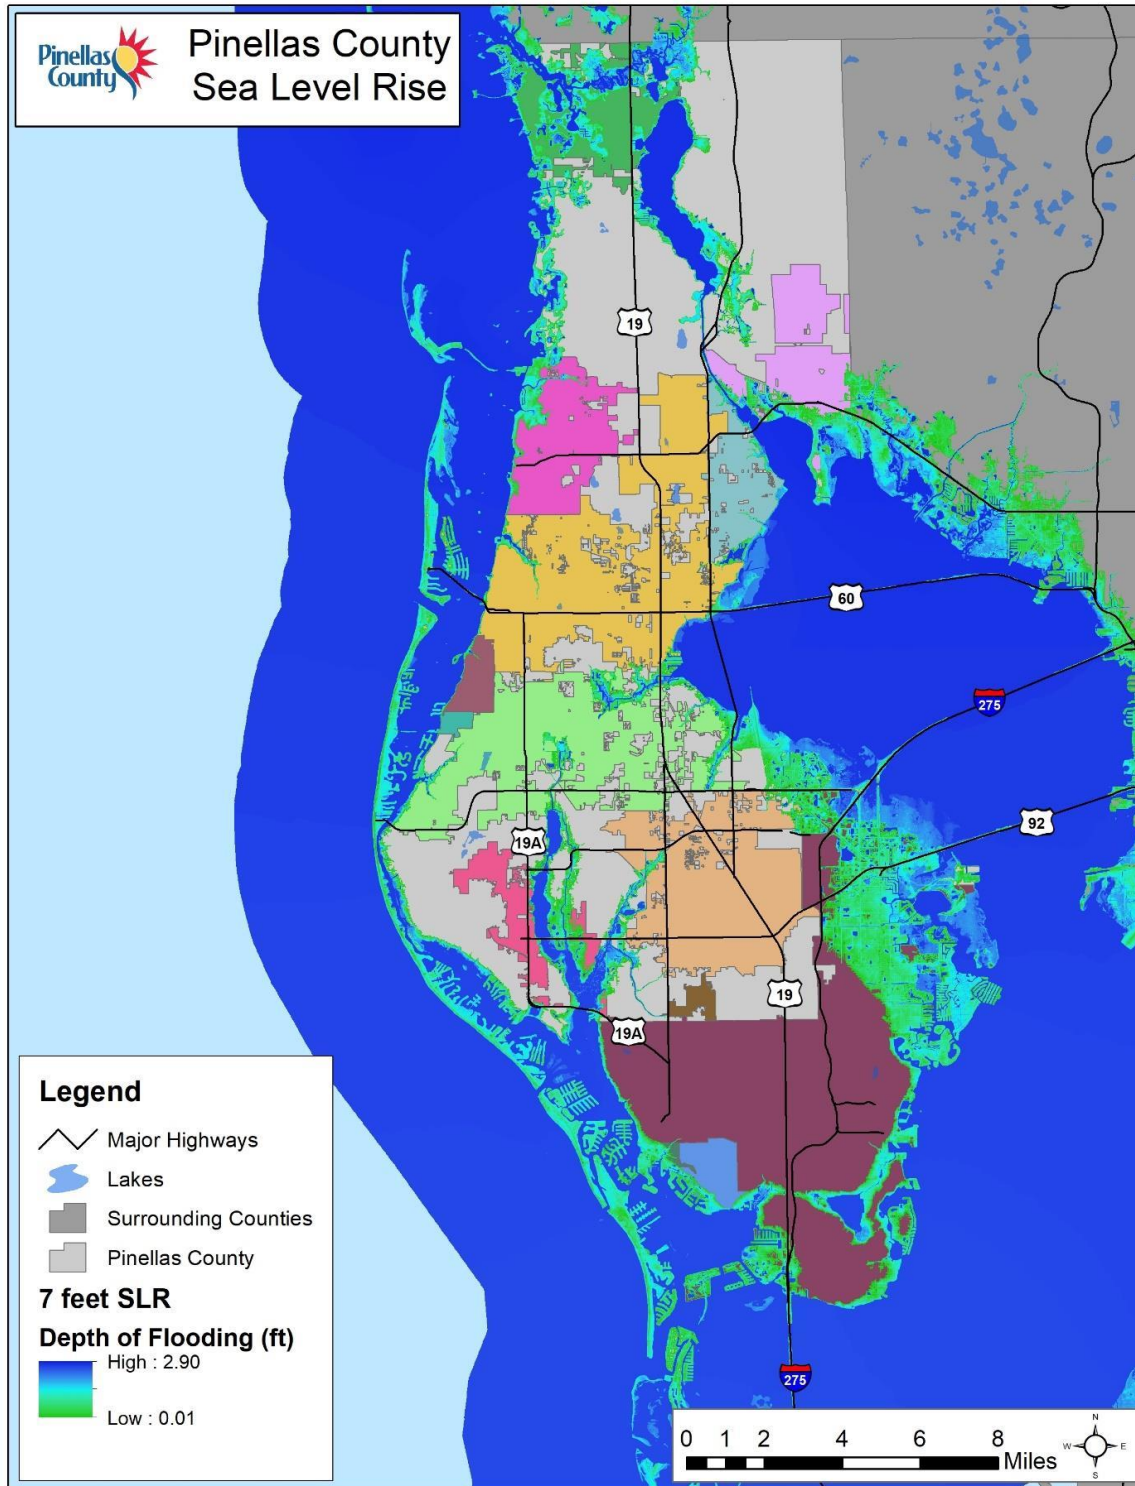 Pinellas
County
Pinellas County
Sea Level Rise
19
60
275
92
19A
19
19A
275
Legend
Major Highways
Lakes
Surrounding Counties
Pinellas County
7 feet SLR
Depth of Flooding (ft)
High : 2.90
Low : 0.01
0 1 2 4 6 8
Miles
N
W E
S